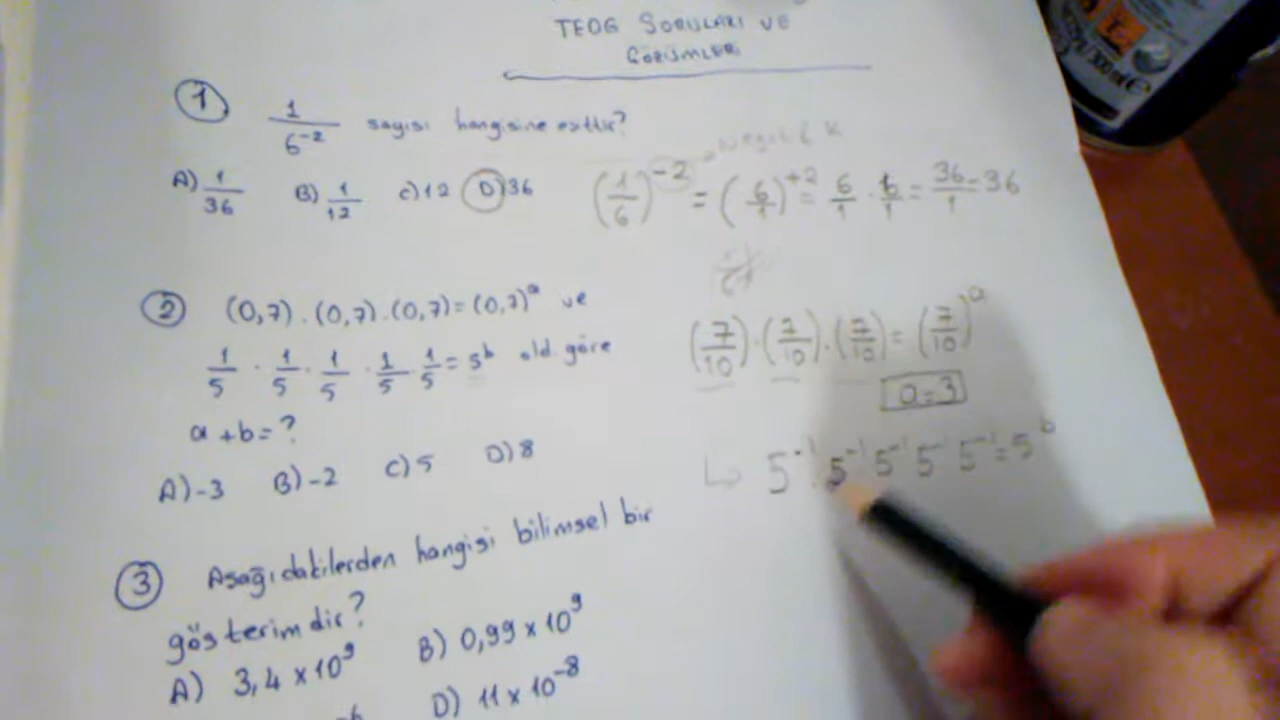 TEOG SORULARI VE
ÇÖZÜMLERİ
1 1/6⁻² sayısı hangisine eşittir?
A) 1/36 B) 1/12 C) 12 D) 36
(1/6)⁻² = (6/1)⁺² = 6/1 · 6/1 = 36/1 = 36
2 (0,7) . (0,7) . (0,7) = (0,7)ᵃ ve
1/5 · 1/5 · 1/5 · 1/5 · 1/5 = 5ᵇ old. göre
a + b = ?
A) -3 B) -2 C) 5 D) 8
(7/10) · (7/10) · (7/10) = (7/10)ᵃ
a = 3
↳ 5⁻¹ . 5⁻¹ 5⁻¹ 5⁻¹ 5⁻¹ = 5ᵇ
3 Aşağıdakilerden hangisi bilimsel bir
gösterimdir?
A) 3,4 x 10⁹ B) 0,99 x 10⁹
D) 11 x 10⁻⁸